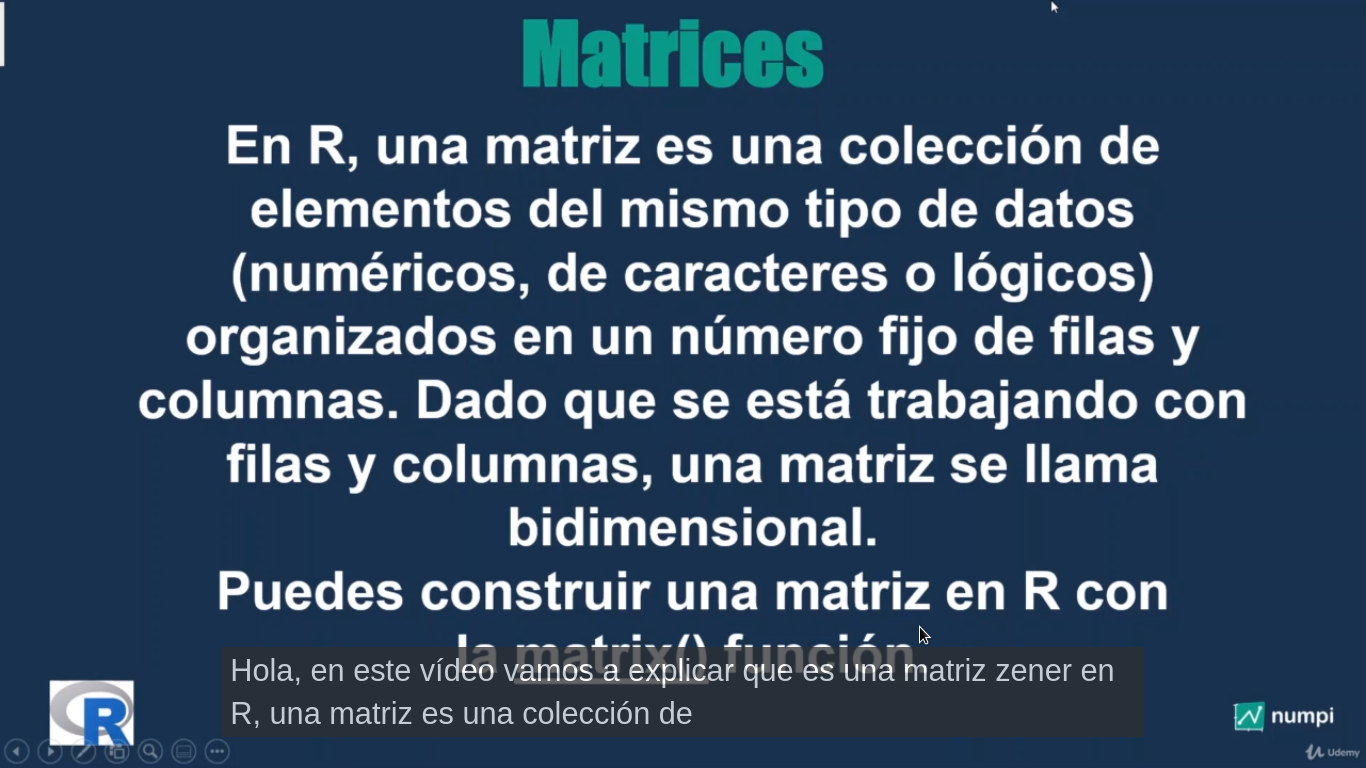 Matrices
En R, una matriz es una colección de
elementos del mismo tipo de datos
(numéricos, de caracteres o lógicos)
organizados en un número fijo de filas y
columnas. Dado que se está trabajando con
filas y columnas, una matriz se llama
bidimensional.
Puedes construir una matriz en R con
la matrix() función
Hola, en este vídeo vamos a explicar que es una matriz zener en
R, una matriz es una colección de
R
numpi
Udemy